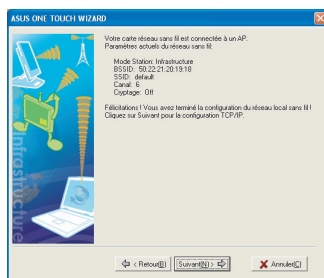 ASUS ONE TOUCH WIZARD
Votre carte réseau sans fil est connectée à un AP.
Paramètres actuels du réseau sans fil:
Mode Station: Infrastructure
BSSID: 50:22:21:20:19:18
SSID: default
Canal: 6
Cryptage: Off
Félicitations ! Vous avez terminé la configuration du réseau local sans fil !
Cliquez sur Suivant pour la configuration TCP/IP.
Infrastructure
< Retour(B)
Suivant(N) >
Annuler(C)